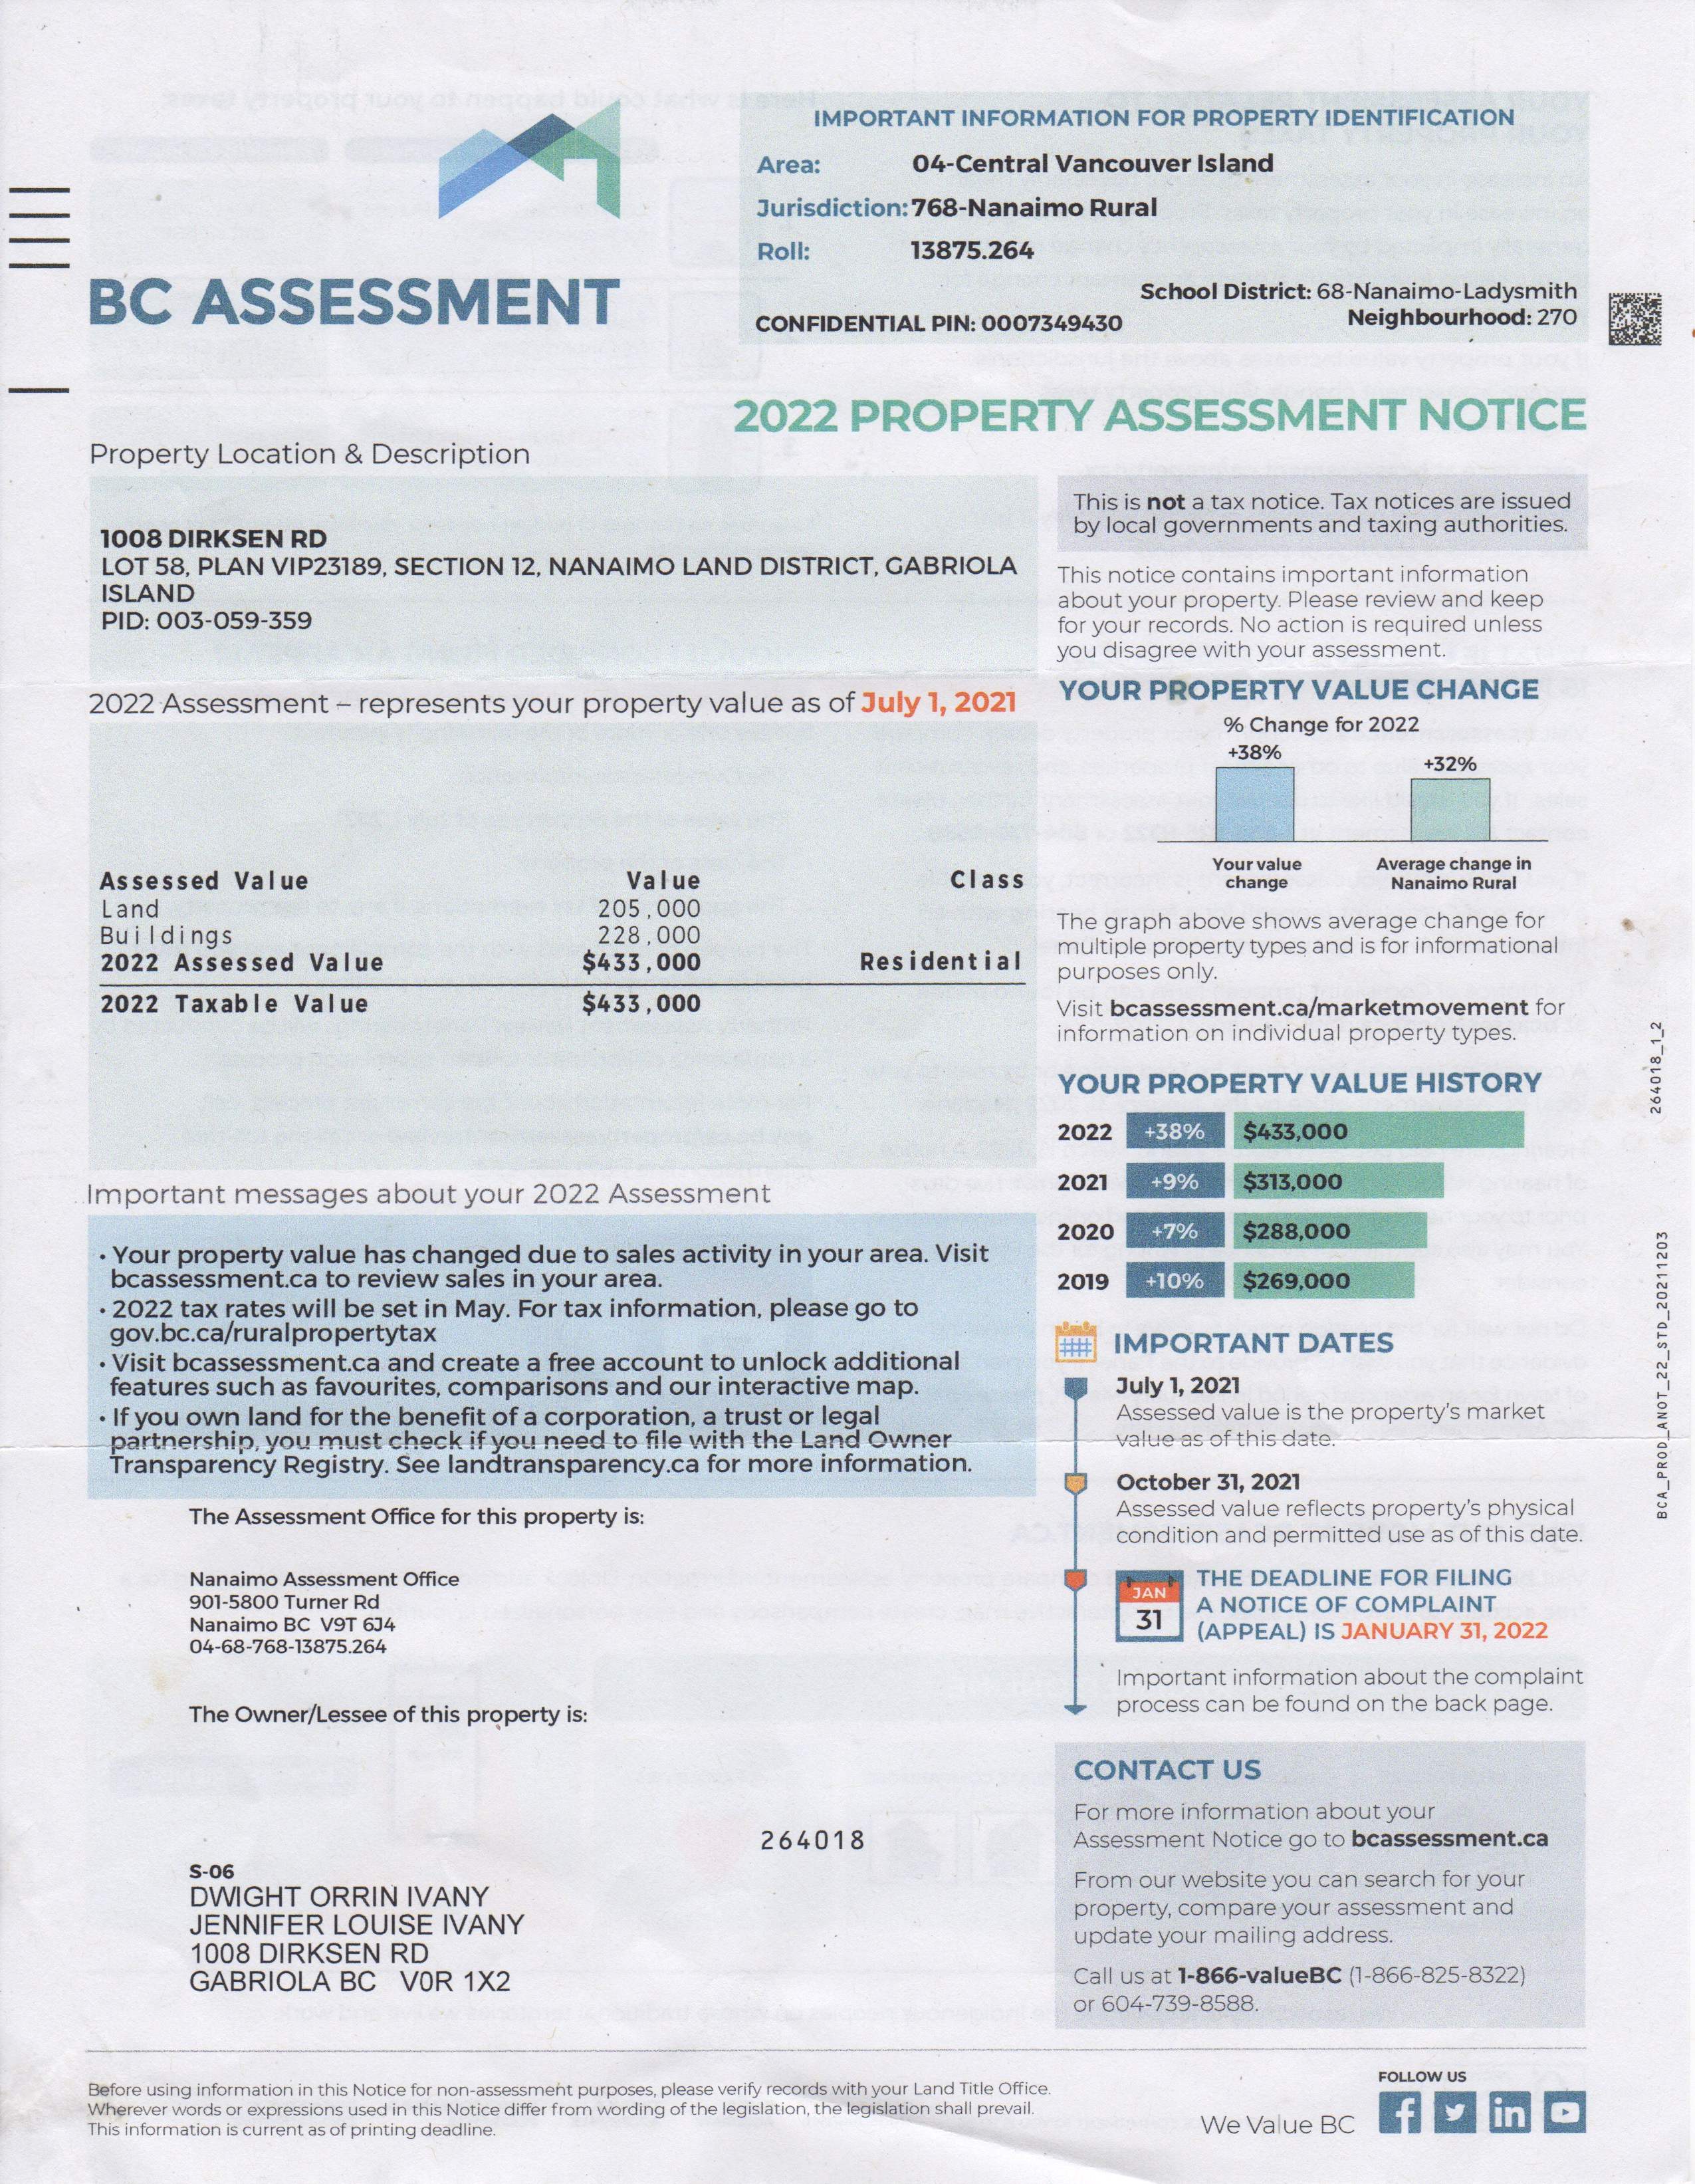 BC ASSESSMENT
IMPORTANT INFORMATION FOR PROPERTY IDENTIFICATION
Area: 04-Central Vancouver Island
Jurisdiction: 768-Nanaimo Rural
Roll: 13875.264
School District: 68-Nanaimo-Ladysmith
CONFIDENTIAL PIN: 0007349430
Neighbourhood: 270
2022 PROPERTY ASSESSMENT NOTICE
Property Location & Description
1008 DIRKSEN RD
LOT 58, PLAN VIP23189, SECTION 12, NANAIMO LAND DISTRICT, GABRIOLA
ISLAND
PID: 003-059-359
2022 Assessment – represents your property value as of July 1, 2021
Assessed Value Value Class
Land 205,000
Buildings 228,000
2022 Assessed Value $433,000 Residential
2022 Taxable Value $433,000
Important messages about your 2022 Assessment
• Your property value has changed due to sales activity in your area. Visit
bcassessment.ca to review sales in your area.
• 2022 tax rates will be set in May. For tax information, please go to
gov.bc.ca/ruralpropertytax
• Visit bcassessment.ca and create a free account to unlock additional
features such as favourites, comparisons and our interactive map.
• If you own land for the benefit of a corporation, a trust or legal
partnership, you must check if you need to file with the Land Owner
Transparency Registry. See landtransparency.ca for more information.
The Assessment Office for this property is:
Nanaimo Assessment Office
901-5800 Turner Rd
Nanaimo BC V9T 6J4
04-68-768-13875.264
The Owner/Lessee of this property is:
264018
S-06
DWIGHT ORRIN IVANY
JENNIFER LOUISE IVANY
1008 DIRKSEN RD
GABRIOLA BC V0R 1X2
This is not a tax notice. Tax notices are issued
by local governments and taxing authorities.
This notice contains important information
about your property. Please review and keep
for your records. No action is required unless
you disagree with your assessment.
YOUR PROPERTY VALUE CHANGE
% Change for 2022
+38%
+32%
Your value
change
Average change in
Nanaimo Rural
The graph above shows average change for
multiple property types and is for informational
purposes only.
Visit bcassessment.ca/marketmovement for
information on individual property types.
YOUR PROPERTY VALUE HISTORY
2022 +38% $433,000
2021 +9% $313,000
2020 +7% $288,000
2019 +10% $269,000
IMPORTANT DATES
July 1, 2021
Assessed value is the property's market
value as of this date.
October 31, 2021
Assessed value reflects property's physical
condition and permitted use as of this date.
JAN
31
THE DEADLINE FOR FILING
A NOTICE OF COMPLAINT
(APPEAL) IS JANUARY 31, 2022
Important information about the complaint
process can be found on the back page.
CONTACT US
For more information about your
Assessment Notice go to bcassessment.ca
From our website you can search for your
property, compare your assessment and
update your mailing address.
Call us at 1-866-valueBC (1-866-825-8322)
or 604-739-8588.
264018_1_2
BCA_PROD_ANOT_22_STD_20211203
Before using information in this Notice for non-assessment purposes, please verify records with your Land Title Office.
Wherever words or expressions used in this Notice differ from wording of the legislation, the legislation shall prevail.
This information is current as of printing deadline.
We Value BC
FOLLOW US